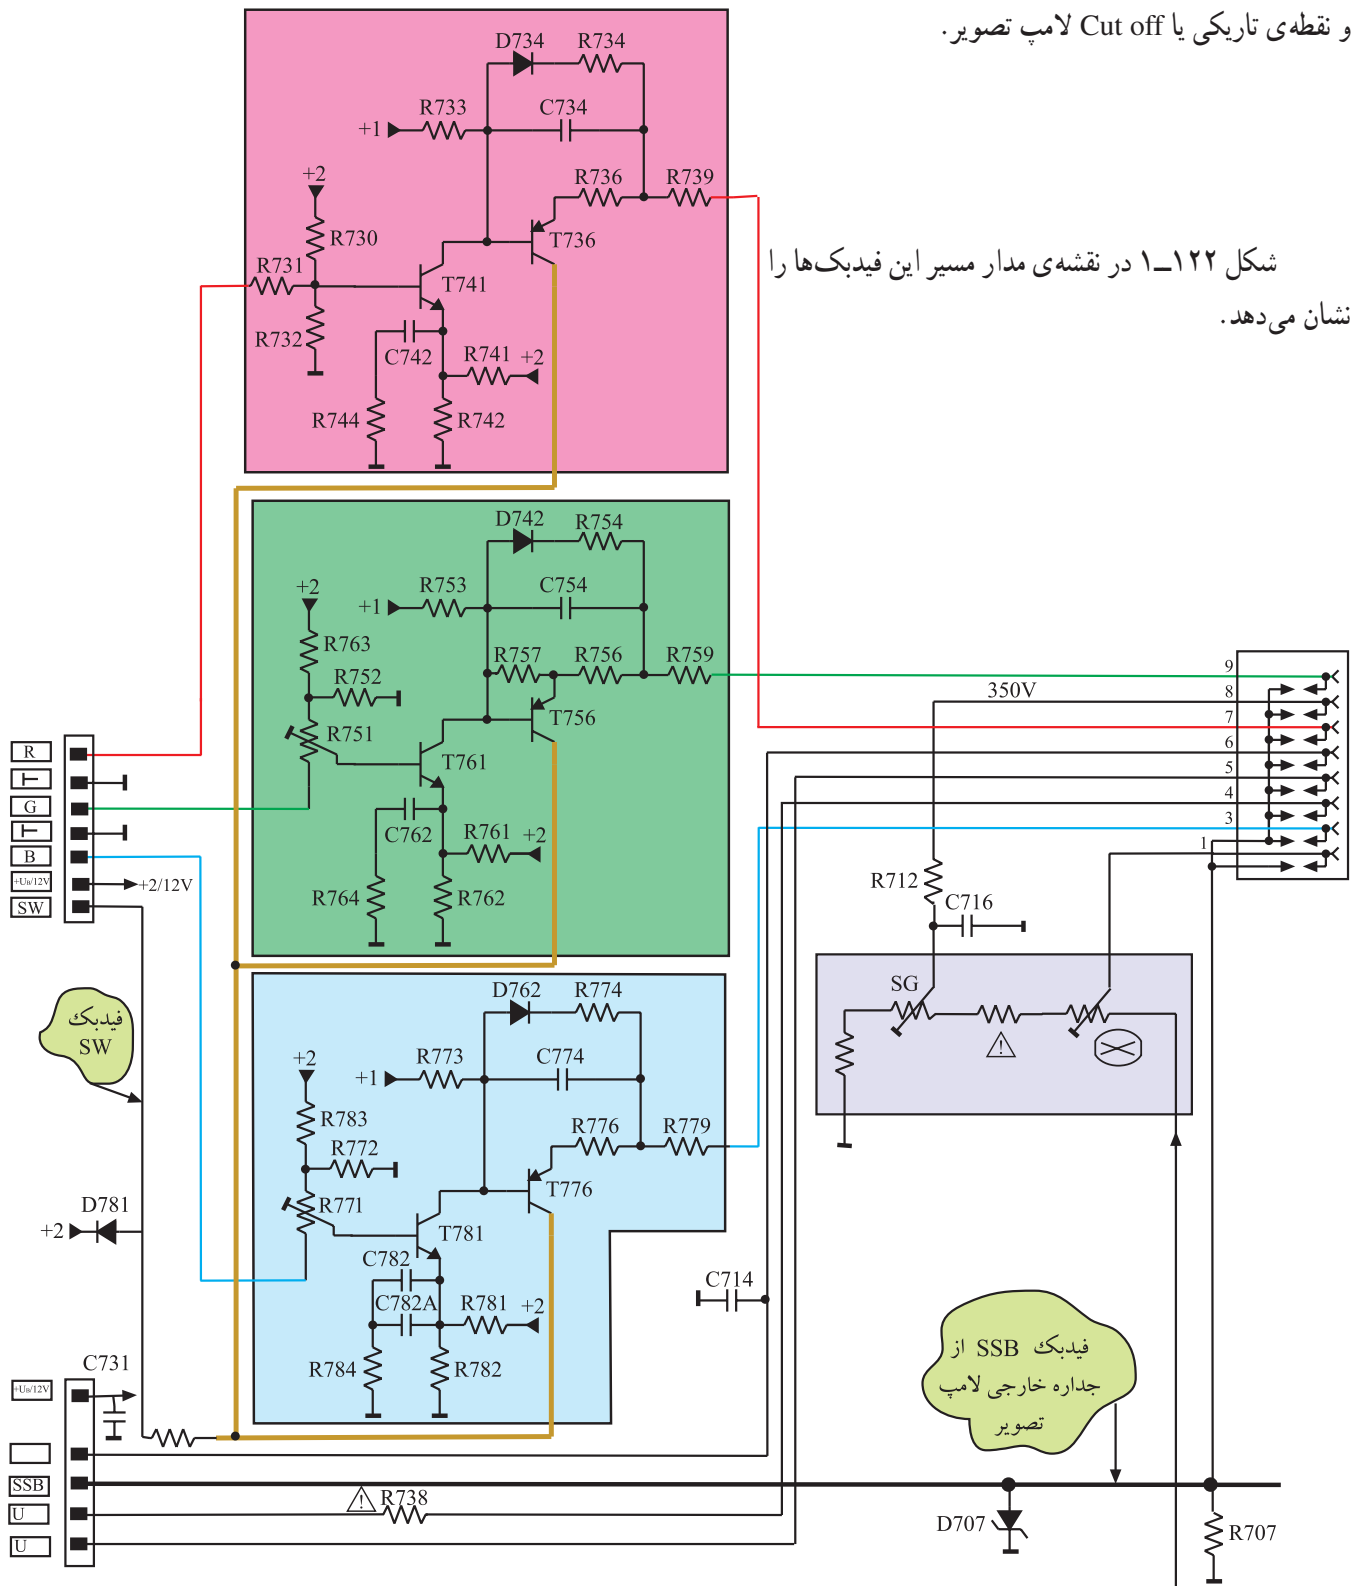 و نقطه‌ی تاریکی یا Cut off لامپ تصویر.
شکل ۱۲۲ــ۱ در نقشه‌ی مدار مسیر این فیدبک‌ها را
نشان می‌دهد.
D734 R734
R733 C734
+1
R736 R739
+2
R730
T736
R731
T741
R732
C742 R741 +2
R744 R742
D742 R754
+2 R753 C754
+1
R763
R757 R756 R759
R752
T756
R751
T761
C762 R761 +2
R764 R762
D762 R774
+2 R773 C774
+1
R783
R776 R779
R772
T776
R771
T781
C782
C782A R781 +2
R784 R782
R
T
G
T
B
+UB/12V +2/12V
SW
فیدبک
SW
D781
+2
C731
+UB/12V
SSB
U
U
R738
C714
350V
9
8
7
6
5
4
3
1
R712
C716
SG
فیدبک SSB از
جداره خارجی لامپ
تصویر
D707
R707